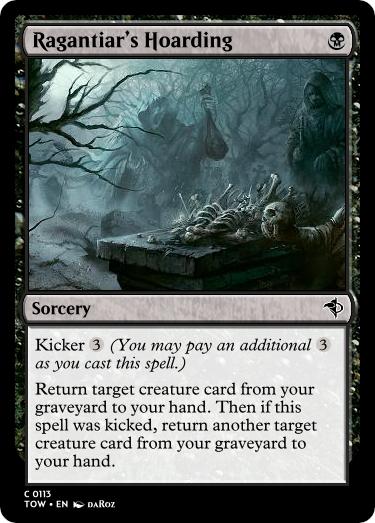 Ragantiar's Hoarding
Sorcery
Kicker 3 (You may pay an additional 3
as you cast this spell.)
Return target creature card from your
graveyard to your hand. Then if this
spell was kicked, return another target
creature card from your graveyard to
your hand.
C 0113
TOW • EN DAROZ